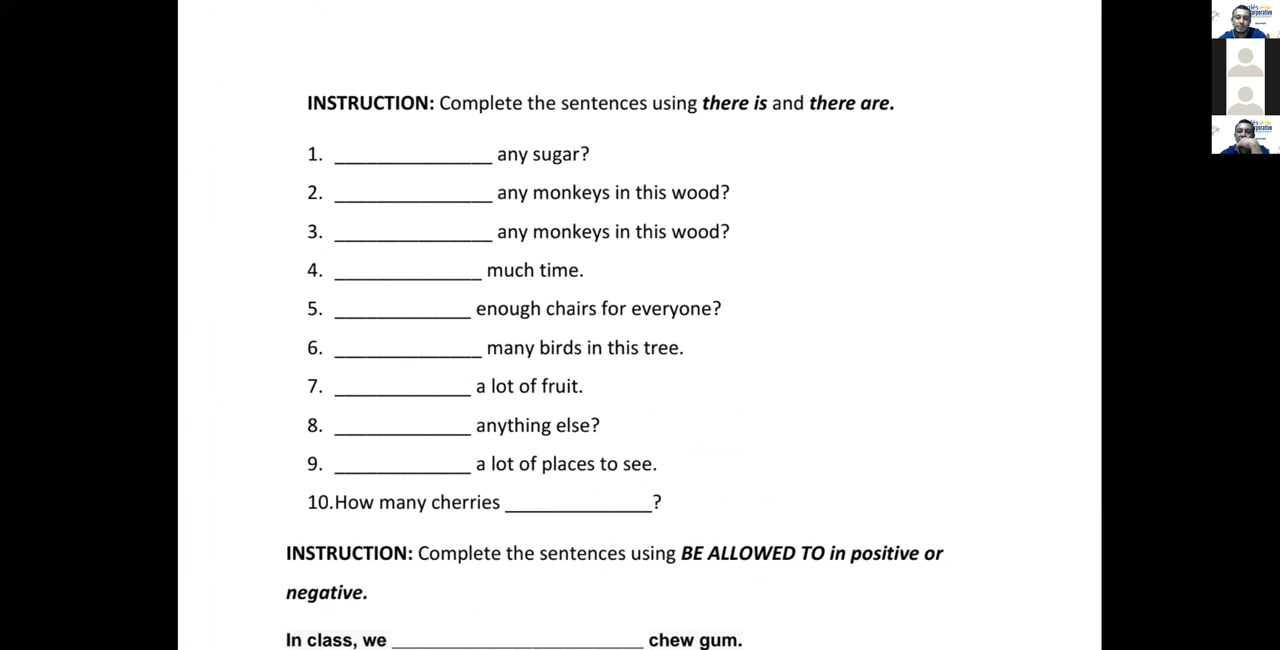 INSTRUCTION: Complete the sentences using there is and there are.
1. _______________ any sugar?
2. _______________ any monkeys in this wood?
3. _______________ any monkeys in this wood?
4. ______________ much time.
5. _____________ enough chairs for everyone?
6. ______________ many birds in this tree.
7. _____________ a lot of fruit.
8. _____________ anything else?
9. _____________ a lot of places to see.
10.How many cherries ______________?
INSTRUCTION: Complete the sentences using BE ALLOWED TO in positive or
negative.
In class, we ________________________ chew gum.